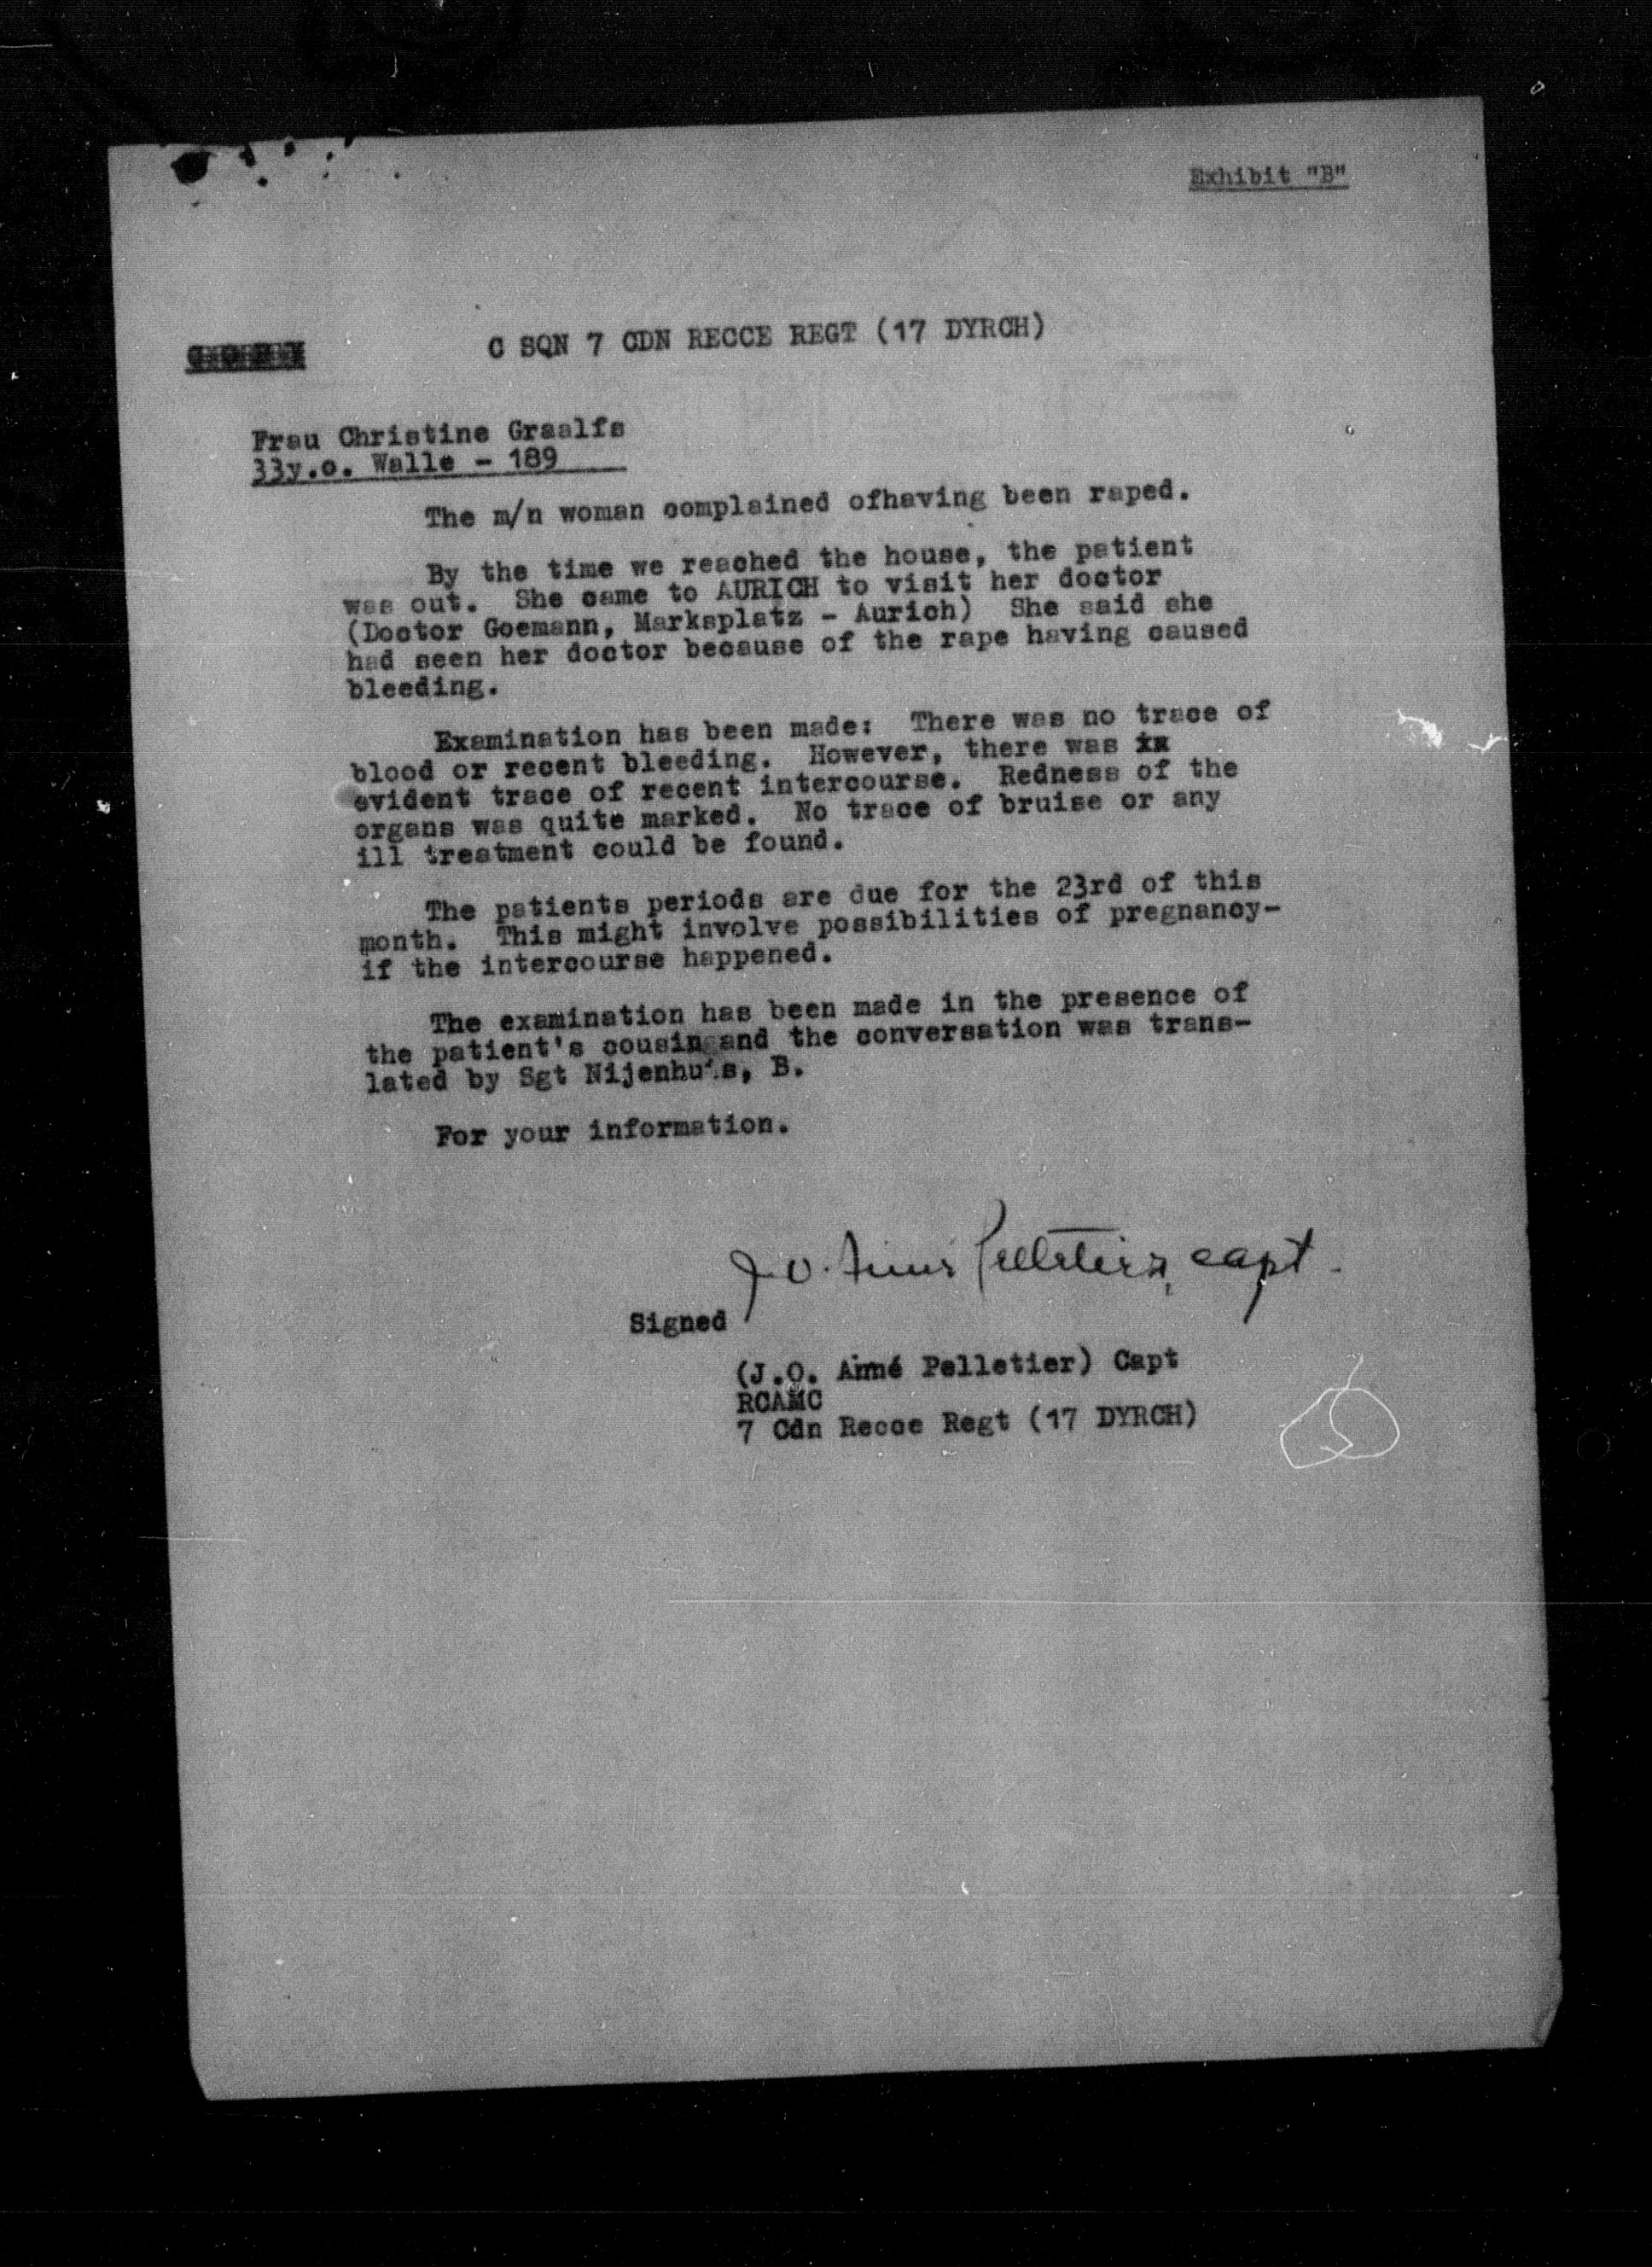 Exhibit "B"
C O P Y
C SQN 7 CDN RECCE REGT (17 DYRCH)
Frau Christine Graalfs
33y.o. Walle - 189
The m/n woman complained ofhaving been raped.
By the time we reached the house, the patient
was out. She came to AURICH to visit her doctor
(Doctor Goemann, Marksplatz - Aurich) She said she
had seen her doctor because of the rape having caused
bleeding.
Examination has been made: There was no trace of
blood or recent bleeding. However, there was xx
evident trace of recent intercourse. Redness of the
organs was quite marked. No trace of bruise or any
ill treatment could be found.
The patients periods are due for the 23rd of this
month. This might involve possibilities of pregnancy-
if the intercourse happened.
The examination has been made in the presence of
the patient's cousin and the conversation was trans-
lated by Sgt Nijenhuis, B.
For your information.
J.O. Aimé Pelletier, capt.
Signed
(J.O. Aimé Pelletier) Capt
RCAMC
7 Cdn Recce Regt (17 DYRCH)